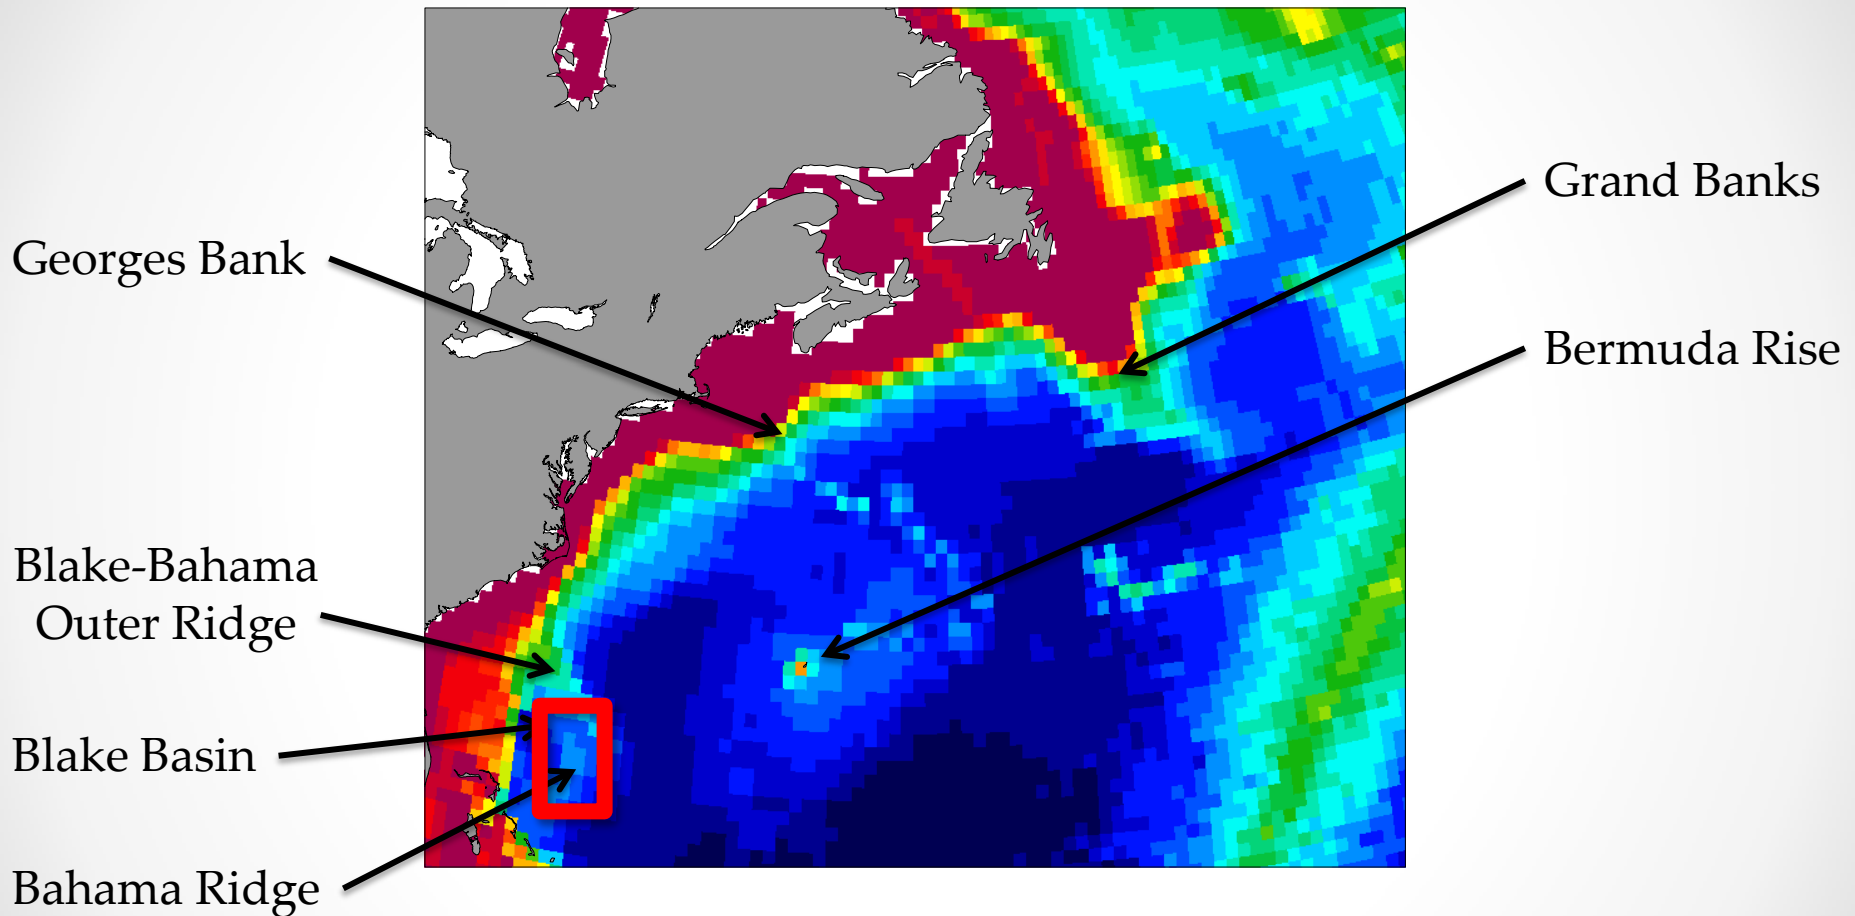 Grand Banks
Georges Bank
Bermuda Rise
Blake-Bahama
Outer Ridge
Blake Basin
Bahama Ridge